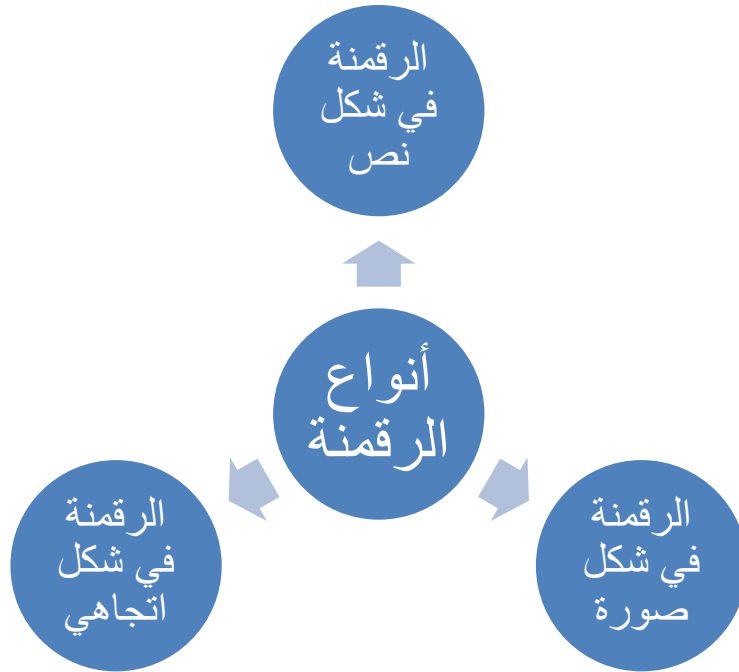 الرقمنة
في شكل
نص
أنواع
الرقمنة
الرقمنة
في شكل
صورة
الرقمنة
في شكل
اتجاهي